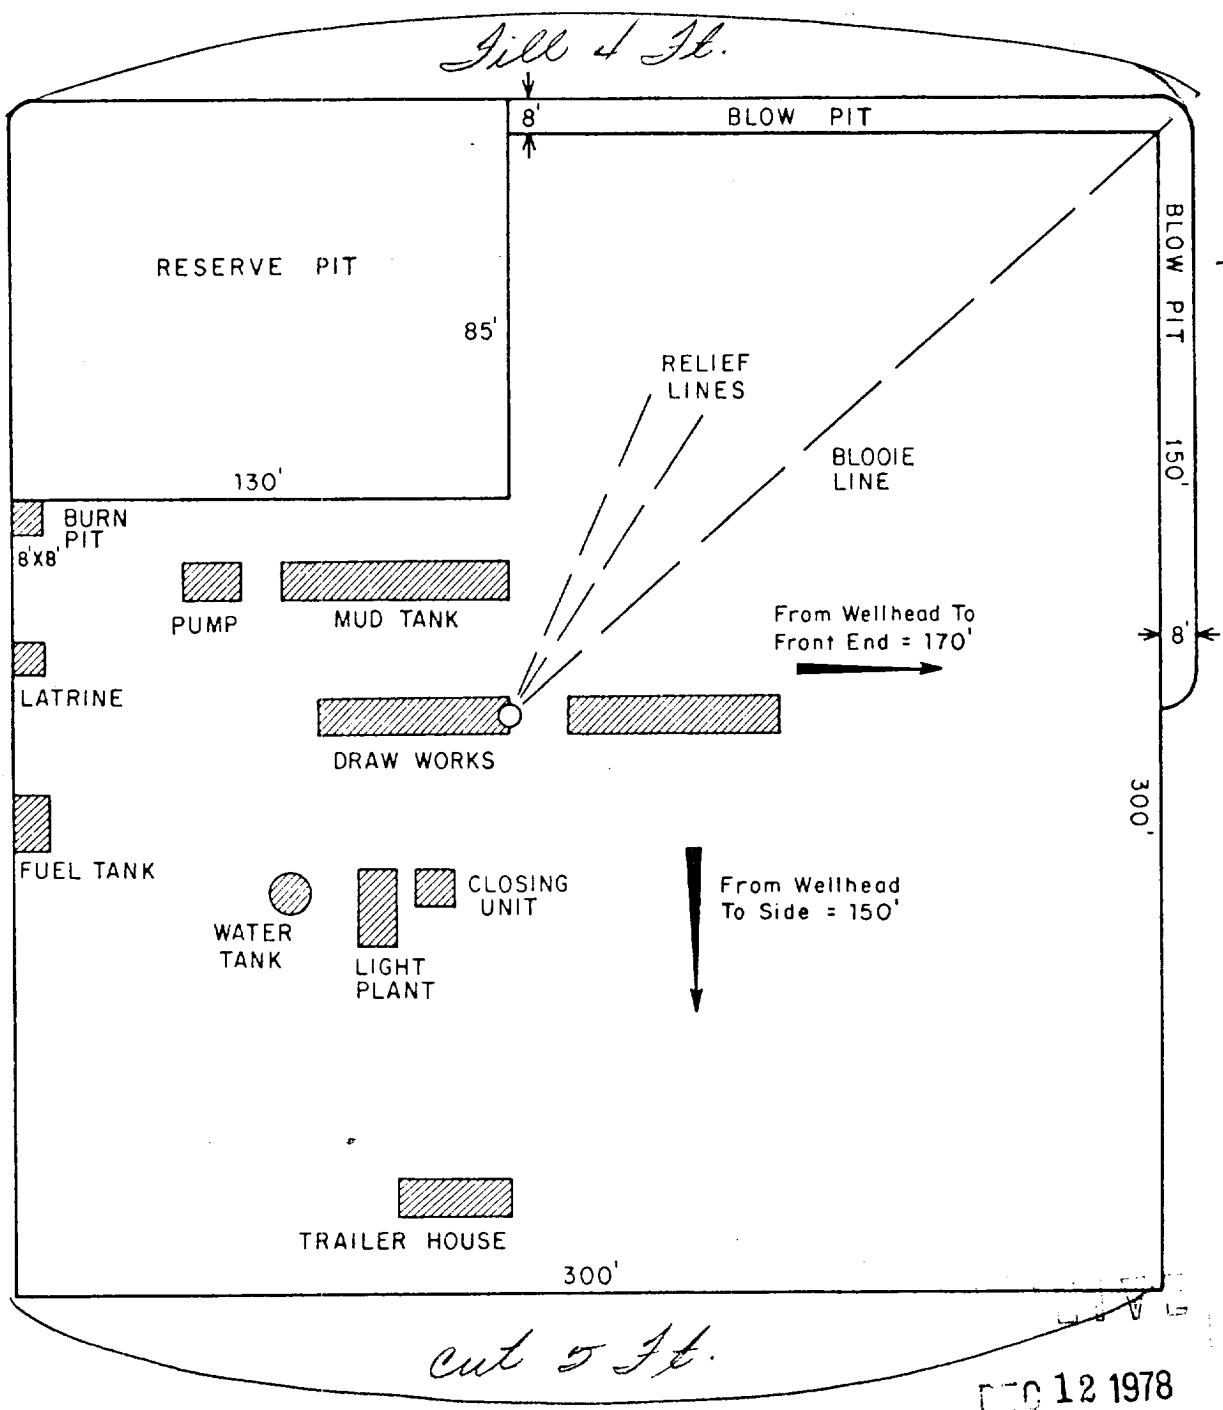 Fill 4 Ft.
8'
BLOW PIT
BLOW PIT
RESERVE PIT
85'
RELIEF
LINES
BLOOIE
LINE
150'
130'
BURN
PIT
8'X8'
PUMP
MUD TANK
From Wellhead To
Front End = 170'
8'
LATRINE
DRAW WORKS
300'
FUEL TANK
CLOSING
UNIT
From Wellhead
To Side = 150'
WATER
TANK
LIGHT
PLANT
TRAILER HOUSE
300'
cut 5 Ft.
DEC 12 1978